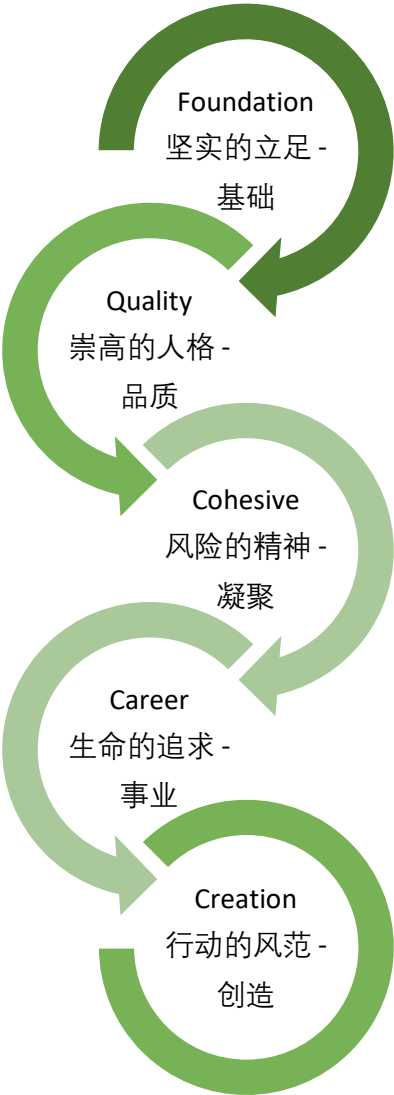 Foundation
坚实的立足 -
基础
Quality
崇高的人格 -
品质
Cohesive
风险的精神 -
凝聚
Career
生命的追求 -
事业
Creation
行动的风范 -
创造